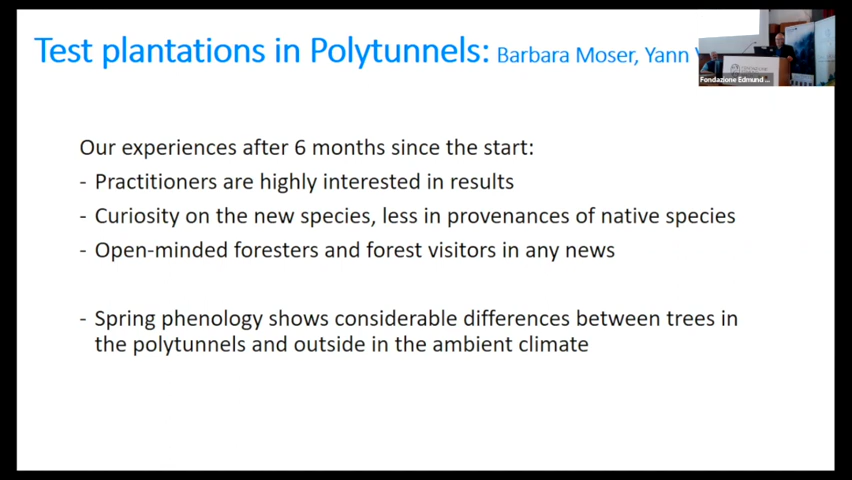 Test plantations in Polytunnels: Barbara Moser, Yann
Fondazione Edmund ...
Our experiences after 6 months since the start:
- Practitioners are highly interested in results
- Curiosity on the new species, less in provenances of native species
- Open-minded foresters and forest visitors in any news
- Spring phenology shows considerable differences between trees in
the polytunnels and outside in the ambient climate